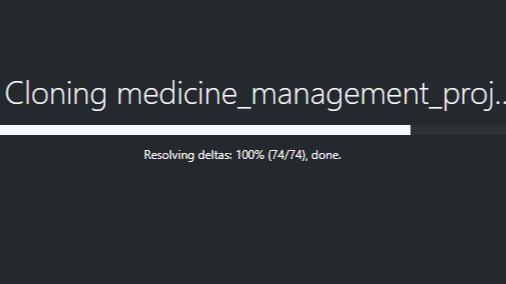 Cloning medicine_management_proj..
Resolving deltas: 100% (74/74), done.